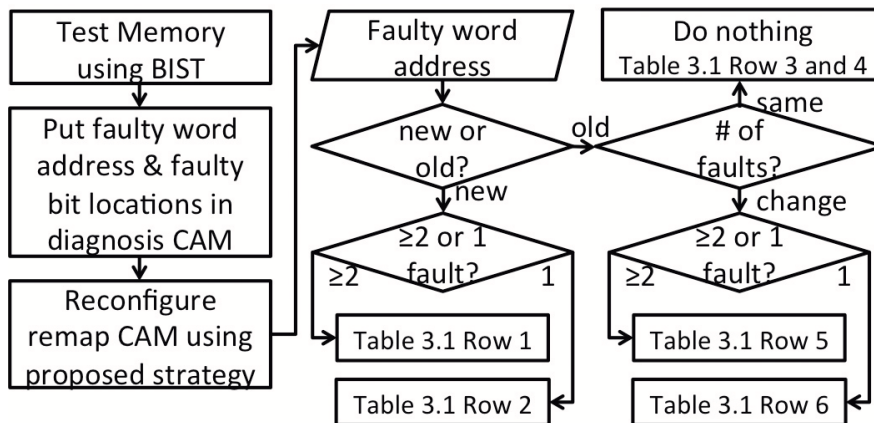 Test Memory
using BIST
Put faulty word
address & faulty
bit locations in
diagnosis CAM
Reconfigure
remap CAM using
proposed strategy
Faulty word
address
new or
old?
old
new
≥2 or 1
fault?
≥2
1
Table 3.1 Row 1
Table 3.1 Row 2
Do nothing
Table 3.1 Row 3 and 4
same
# of
faults?
change
≥2 or 1
fault?
≥2
1
Table 3.1 Row 5
Table 3.1 Row 6